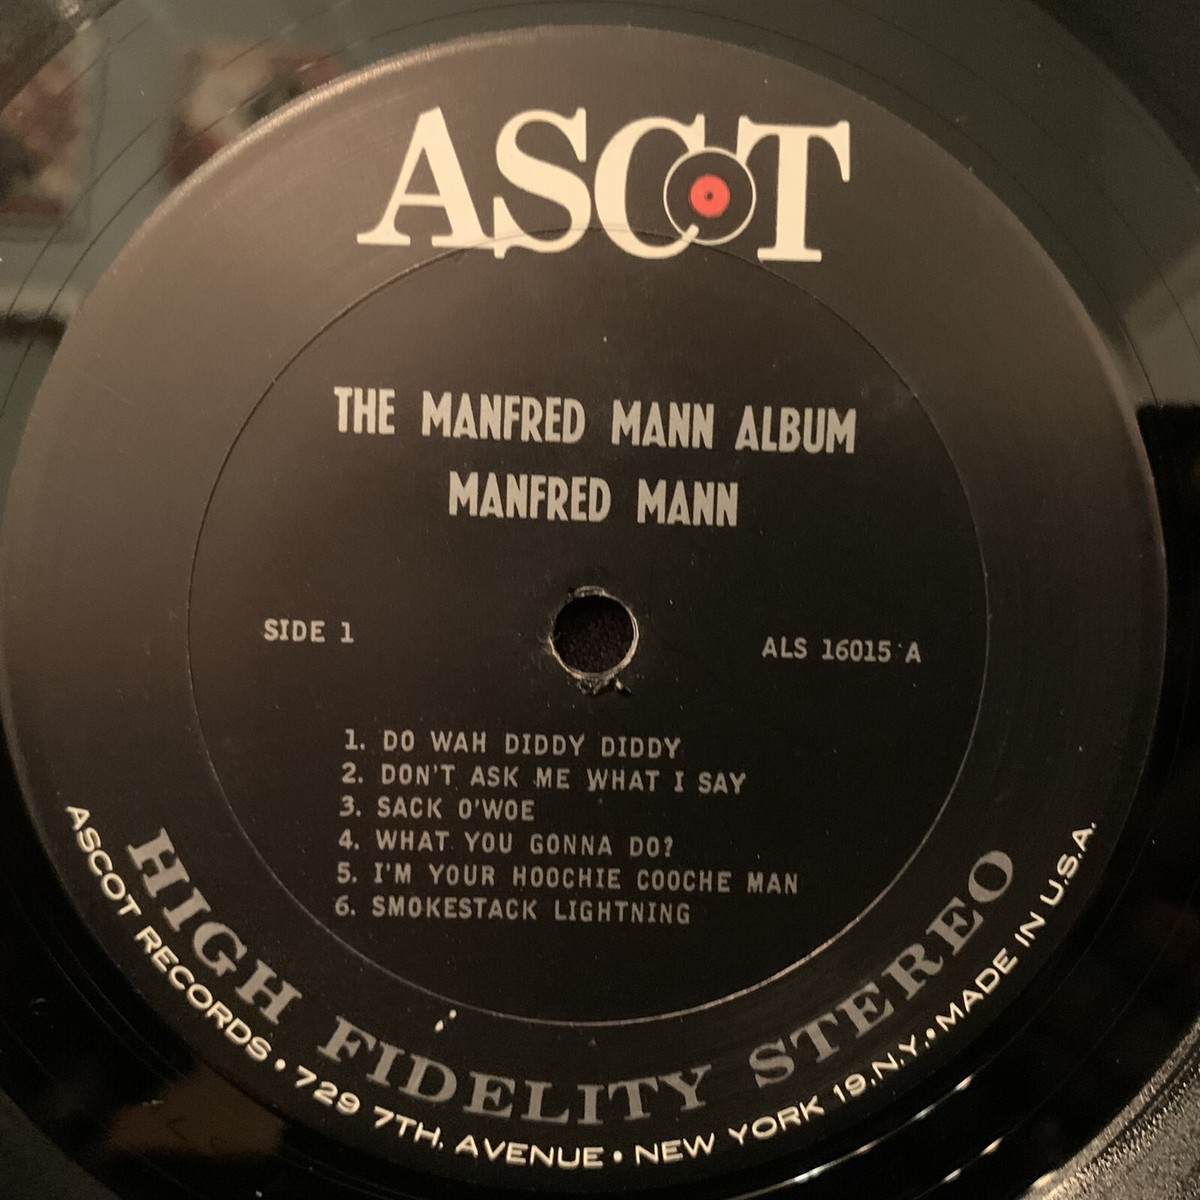 ASCOT
THE MANFRED MANN ALBUM
MANFRED MANN
SIDE 1
ALS 16015 A
1. DO WAH DIDDY DIDDY
2. DON'T ASK ME WHAT I SAY
3. SACK O'WOE
4. WHAT YOU GONNA DO?
5. I'M YOUR HOOCHIE COOCHE MAN
6. SMOKESTACK LIGHTNING
HIGH FIDELITY STEREO
ASCOT RECORDS • 729 7TH. AVENUE • NEW YORK 19, N.Y. • MADE IN U.S.A.